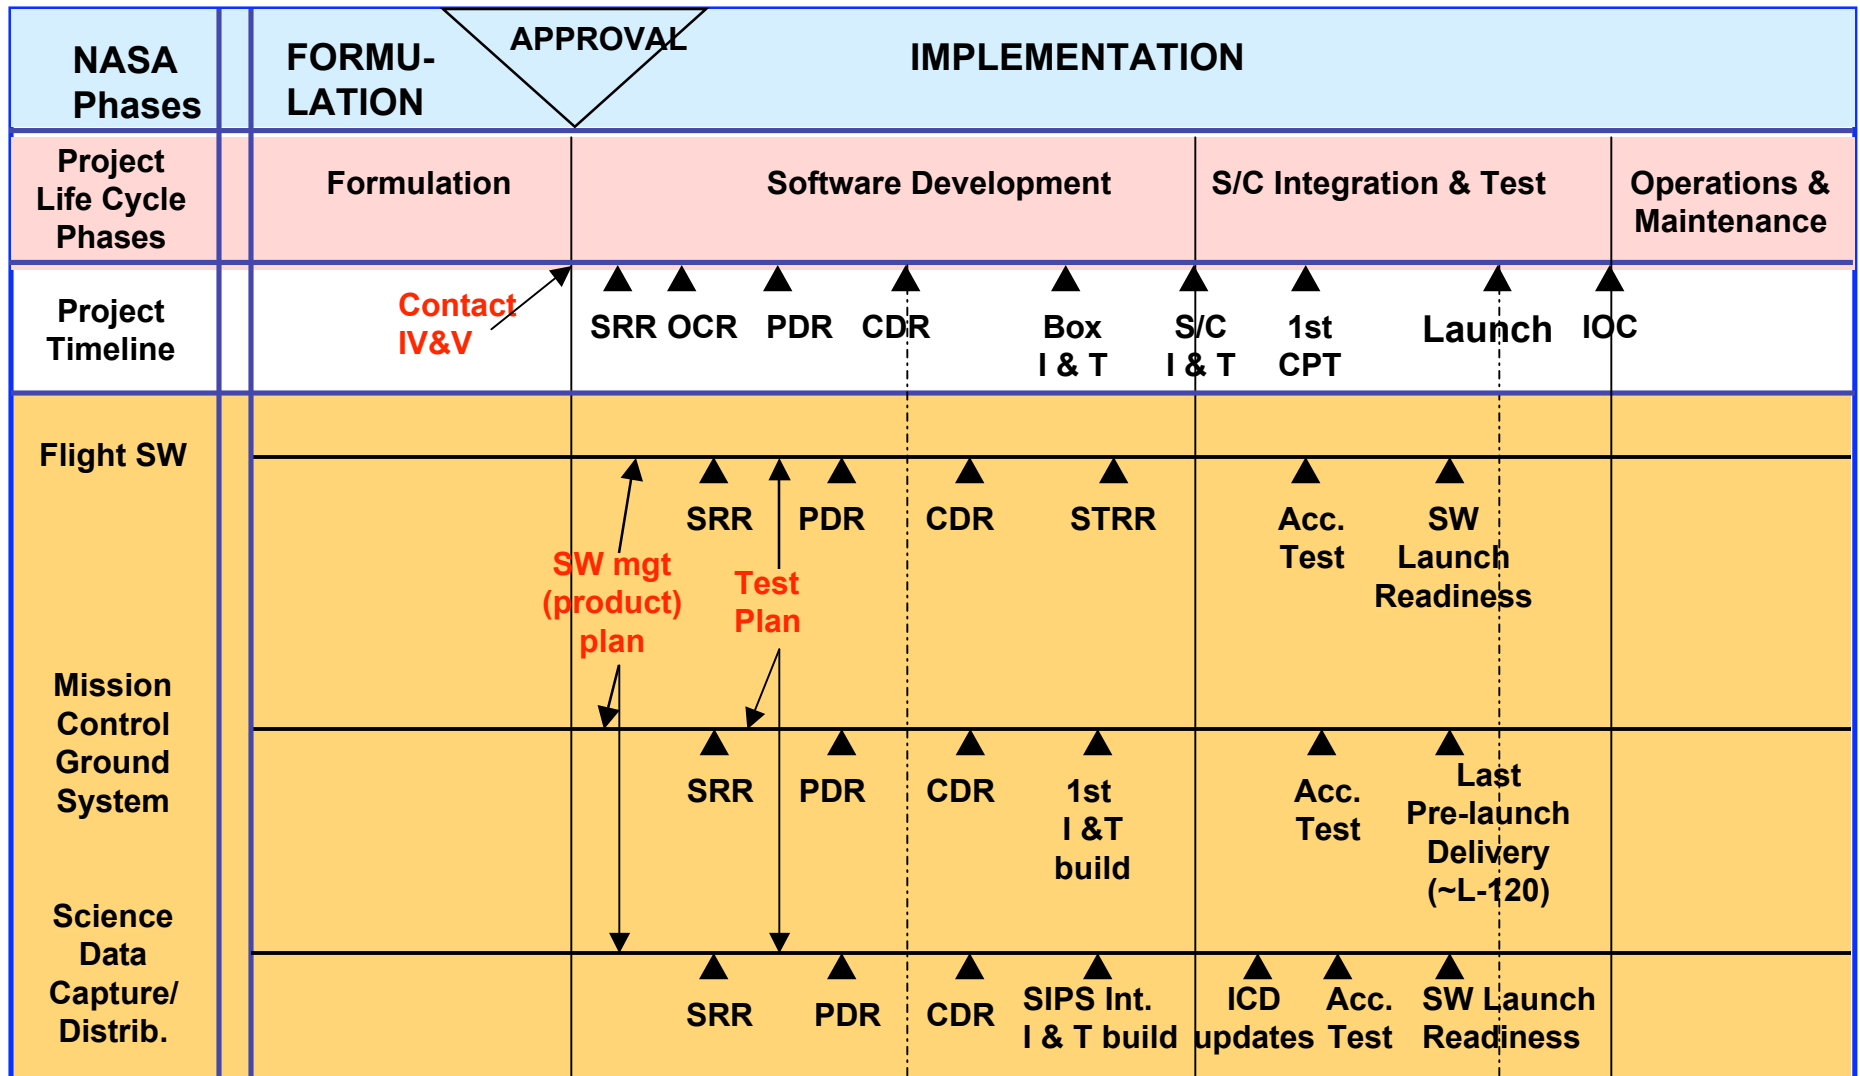 NASA
Phases
FORMU-
LATION
APPROVAL
IMPLEMENTATION
Project
Life Cycle
Phases
Formulation
Software Development
S/C Integration & Test
Operations &
Maintenance
Project
Timeline
Contact
IV&V
SRR
OCR
PDR
CDR
Box
I & T
S/C
I & T
1st
CPT
Launch
IOC
Flight SW
SRR
PDR
CDR
STRR
Acc.
Test
SW
Launch
Readiness
SW mgt
(product)
plan
Test
Plan
Mission
Control
Ground
System
SRR
PDR
CDR
1st
I &T
build
Acc.
Test
Last
Pre-launch
Delivery
(~L-120)
Science
Data
Capture/
Distrib.
SRR
PDR
CDR
SIPS Int.
I & T build
ICD
updates
Acc.
Test
SW Launch
Readiness